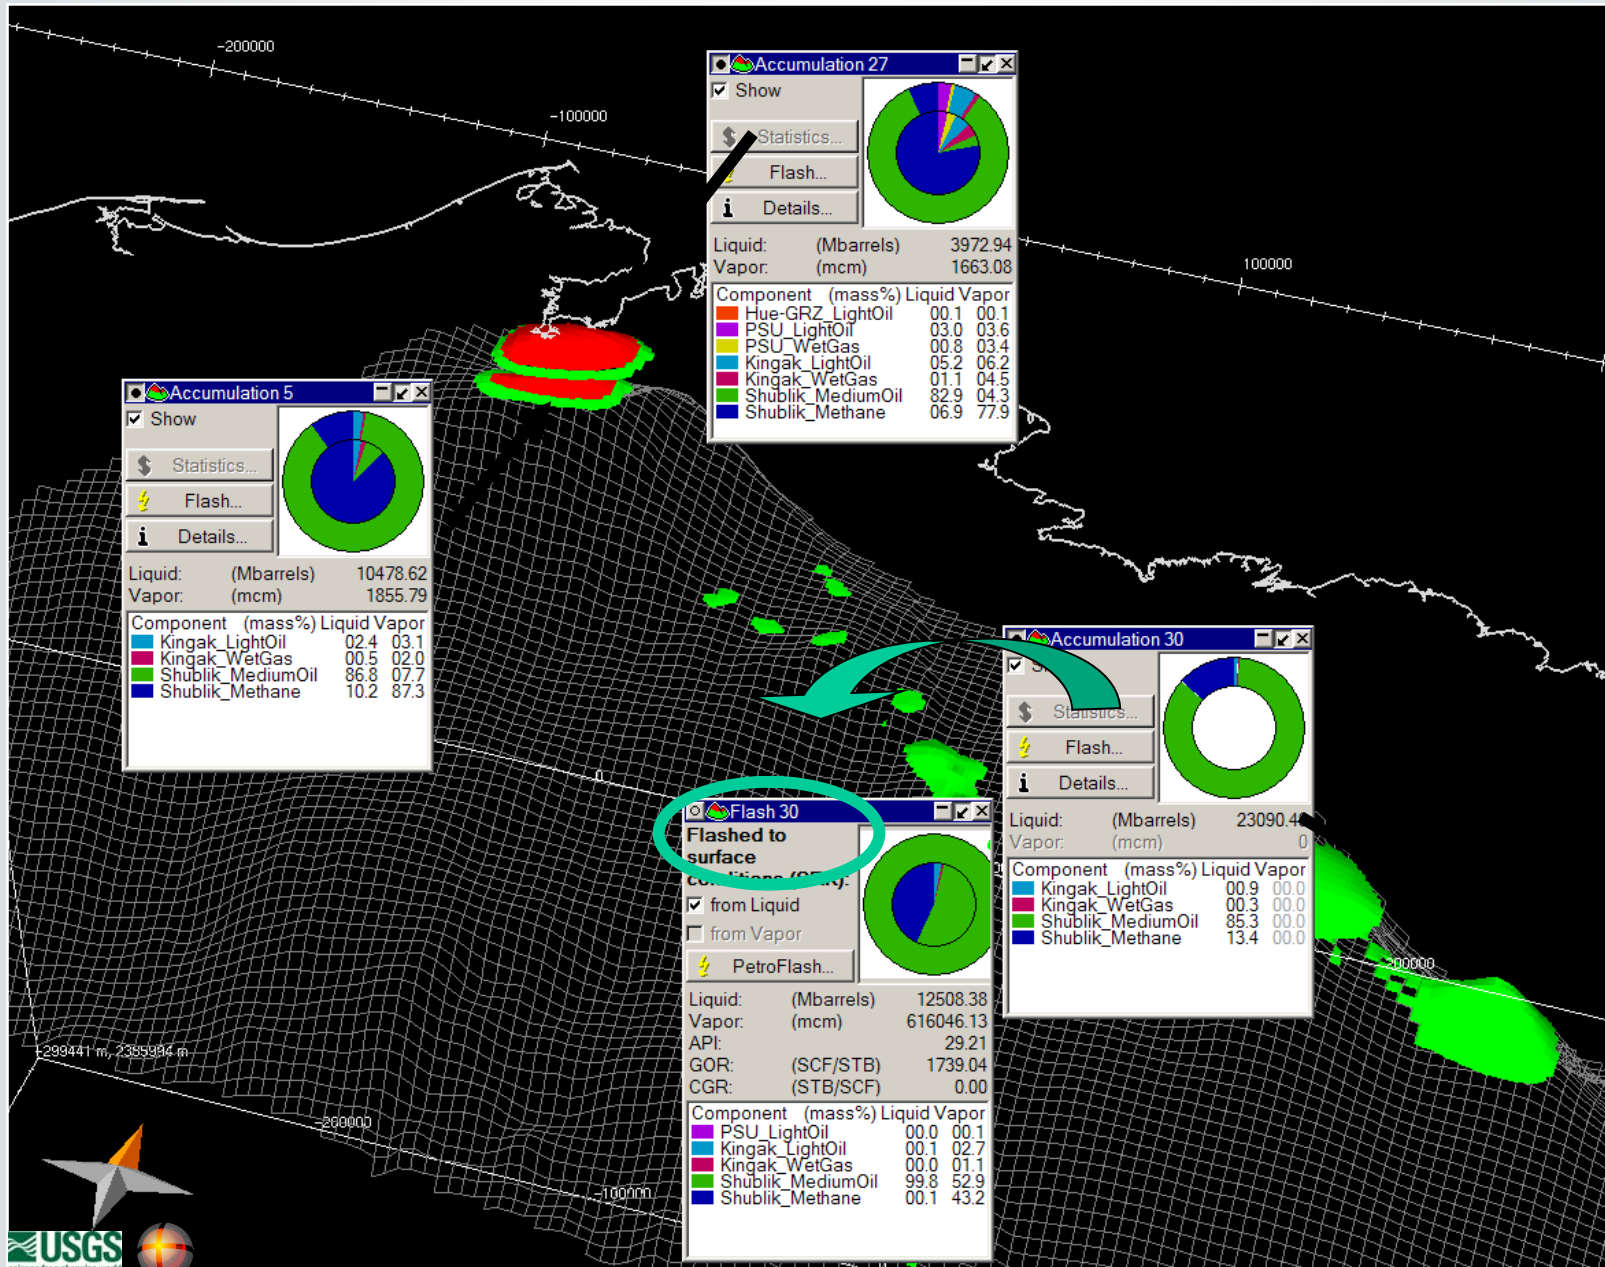 -200000
-100000
100000
Accumulation 27
Show
Statistics...
Flash...
Details...
Liquid: (Mbarrels) 3972.94
Vapor: (mcm) 1663.08
Component (mass%) Liquid Vapor
Hue-GRZ_LightOil 00.1 00.1
PSU_LightOil 03.0 03.6
PSU_WetGas 00.8 03.4
Kingak_LightOil 05.2 06.2
Kingak_WetGas 01.1 04.5
Shublik_MediumOil 82.9 04.3
Shublik_Methane 06.9 77.9
Accumulation 5
Show
Statistics...
Flash...
Details...
Liquid: (Mbarrels) 10478.62
Vapor: (mcm) 1855.79
Component (mass%) Liquid Vapor
Kingak_LightOil 02.4 03.1
Kingak_WetGas 00.5 02.0
Shublik_MediumOil 86.8 07.7
Shublik_Methane 10.2 87.3
Accumulation 30
Statistics...
Flash...
Details...
Liquid: (Mbarrels)
Vapor: (mcm) 0
Component (mass%) Liquid Vapor
Kingak_LightOil 00.9 00.0
Kingak_WetGas 00.3 00.0
Shublik_MediumOil 85.3 00.0
Shublik_Methane 13.4 00.0
0
Flash 30
Flashed to
surface
from Liquid
from Vapor
PetroFlash...
Liquid: (Mbarrels) 12508.38
Vapor: (mcm) 616046.13
API: 29.21
GOR: (SCF/STB) 1739.04
CGR: (STB/SCF) 0.00
Component (mass%) Liquid Vapor
PSU_LightOil 00.0 00.1
Kingak_LightOil 00.1 02.7
Kingak_WetGas 00.0 01.1
Shublik_MediumOil 99.8 52.9
Shublik_Methane 00.1 43.2
-200000
-299441 m, 2385994 m
-200000
-100000
USGS